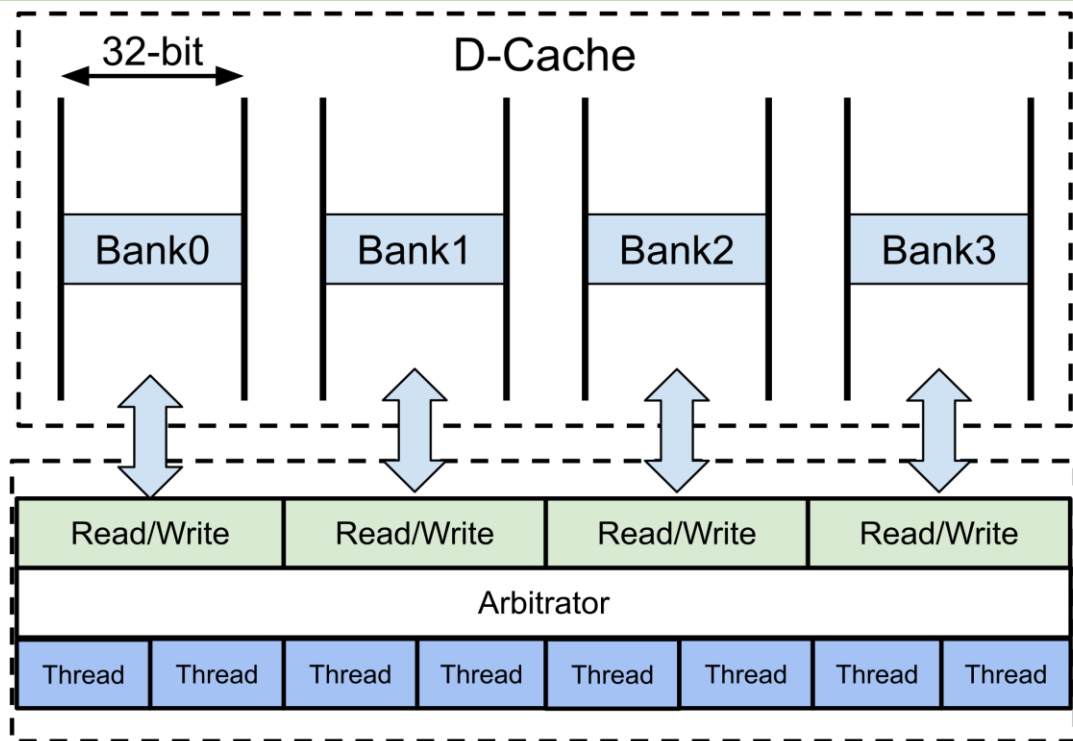 32-bit
D-Cache
Bank0 Bank1 Bank2 Bank3
Read/Write Read/Write Read/Write Read/Write
Arbitrator
Thread Thread Thread Thread Thread Thread Thread Thread